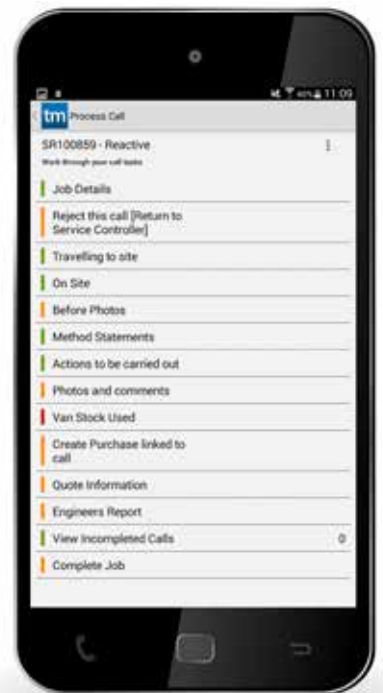 11:09
tm Process Call
SR100859 - Reactive
Work through your call tasks
Job Details
Reject this call [Return to
Service Controller]
Travelling to site
On Site
Before Photos
Method Statements
Actions to be carried out
Photos and comments
Van Stock Used
Create Purchase linked to
call
Quote Information
Engineers Report
View Incompleted Calls 0
Complete Job